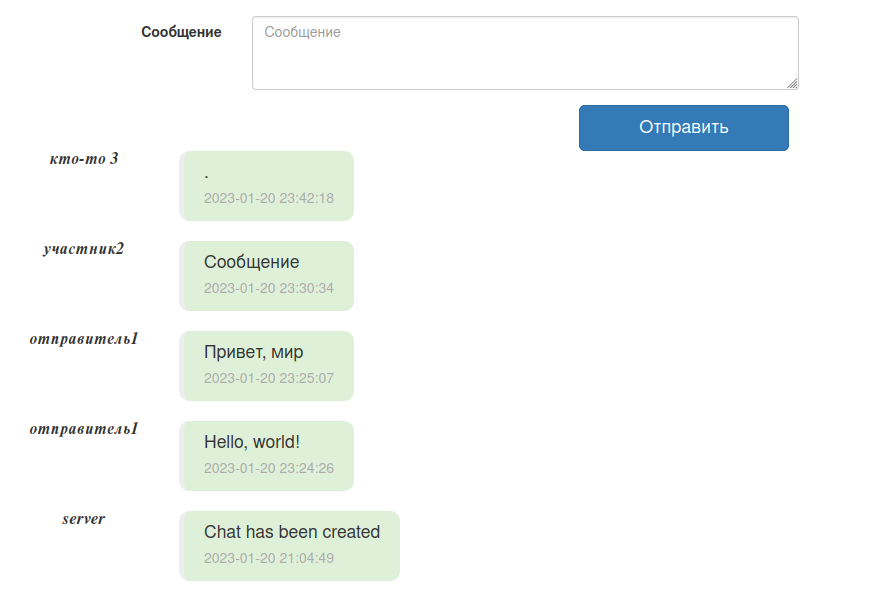 Сообщение
Сообщение
Отправить
кто-то 3
.
2023-01-20 23:42:18
участник2
Сообщение
2023-01-20 23:30:34
отправитель1
Привет, мир
2023-01-20 23:25:07
отправитель1
Hello, world!
2023-01-20 23:24:26
server
Chat has been created
2023-01-20 21:04:49